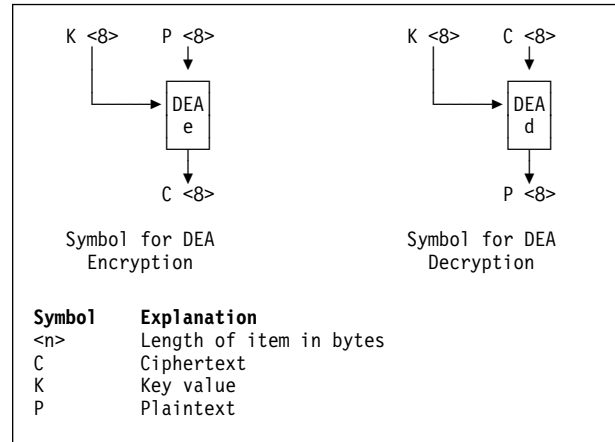 K <8> P <8> K <8> C <8>
DEA DEA
e d
C <8> P <8>
Symbol for DEA Symbol for DEA
Encryption Decryption
Symbol Explanation
<n> Length of item in bytes
C Ciphertext
K Key value
P Plaintext